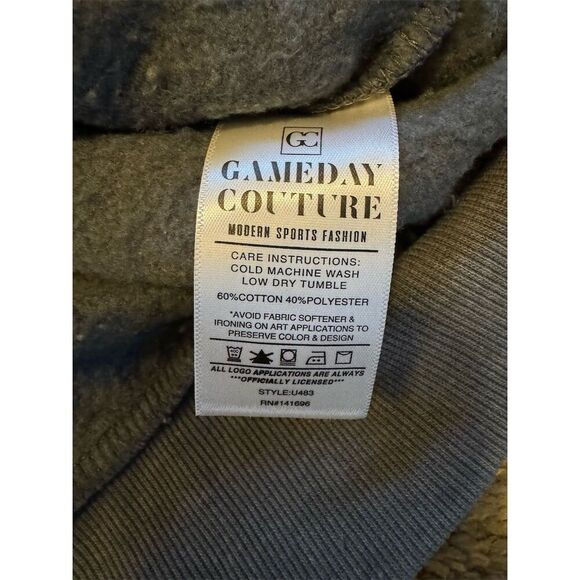 GC
GAMEDAY
COUTURE
MODERN SPORTS FASHION
CARE INSTRUCTIONS:
COLD MACHINE WASH
LOW DRY TUMBLE
60%COTTON 40%POLYESTER
*AVOID FABRIC SOFTENER &
IRONING ON ART APPLICATIONS TO
PRESERVE COLOR & DESIGN
ALL LOGO APPLICATIONS ARE ALWAYS
***OFFICIALLY LICENSED***
STYLE:U483
RN#141696